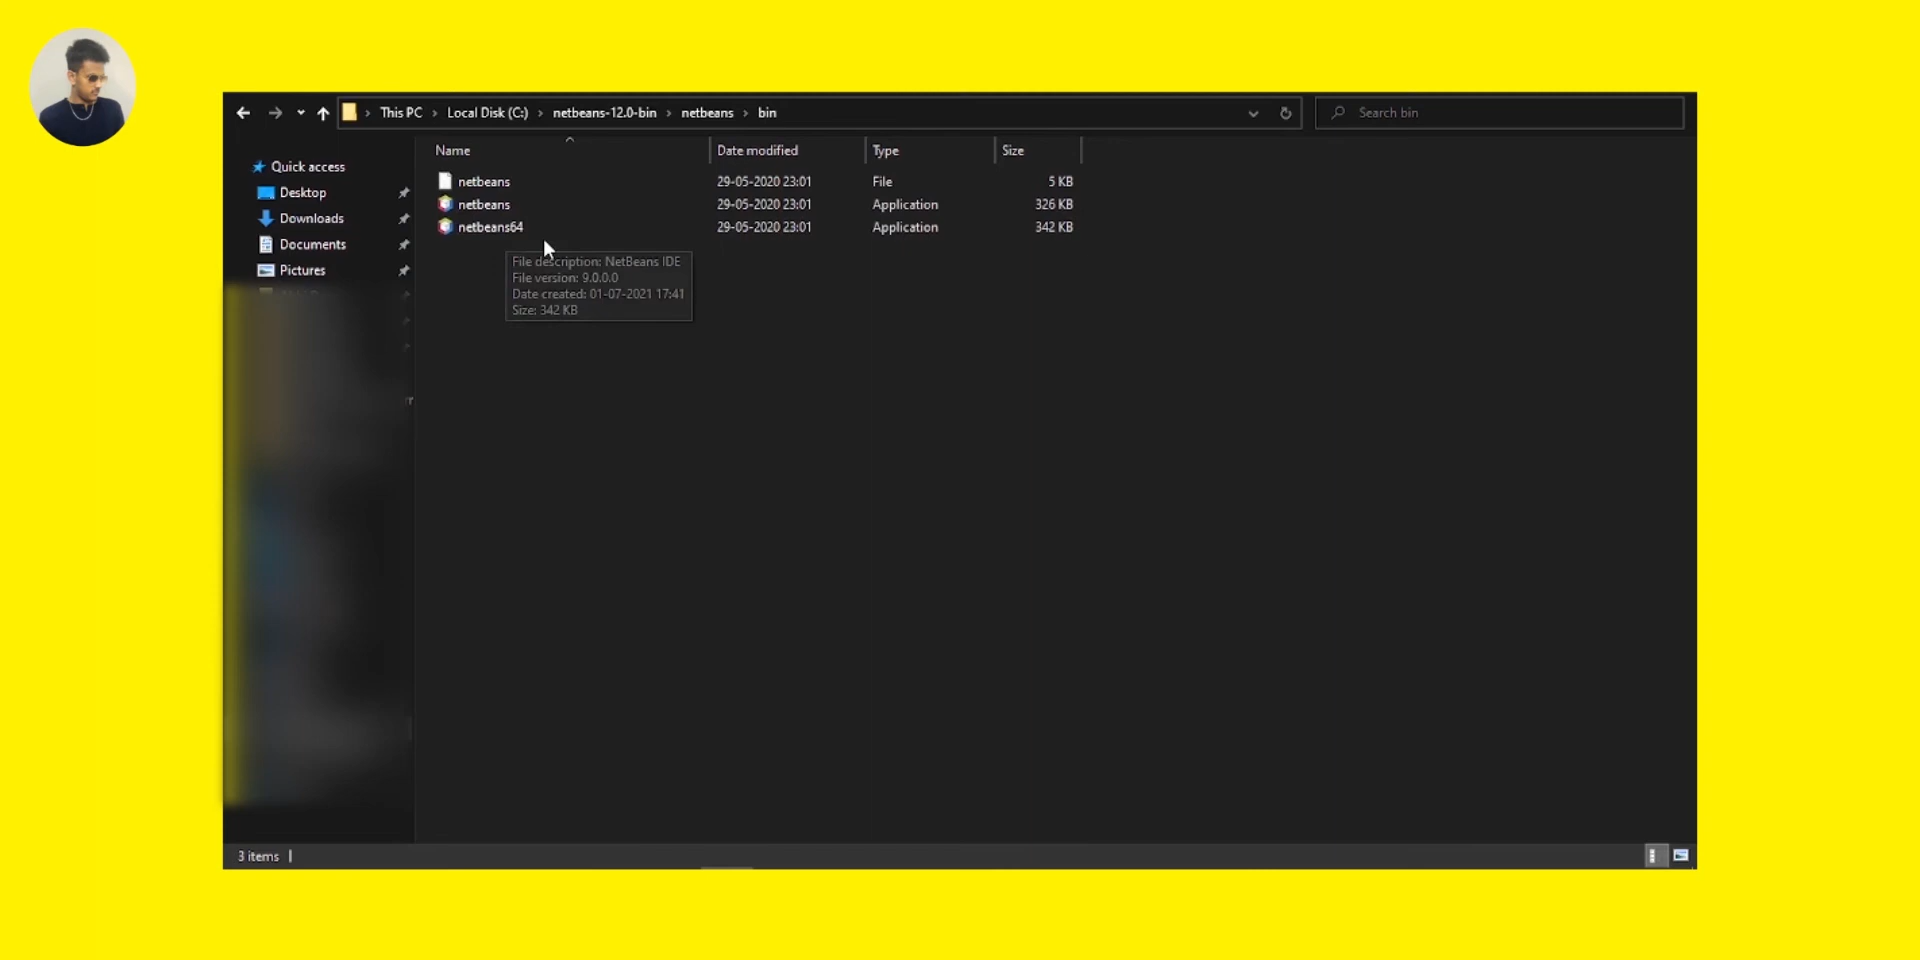 This PC > Local Disk (C:) > netbeans-12.0-bin > netbeans > bin
Search bin
Name Date modified Type Size
Quick access
Desktop
Downloads
Documents
Pictures
netbeans 29-05-2020 23:01 File 5 KB
netbeans 29-05-2020 23:01 Application 326 KB
netbeans64 29-05-2020 23:01 Application 342 KB
File description: NetBeans IDE
File version: 9.0.0.0
Date created: 01-07-2021 17:41
Size: 342 KB
3 items